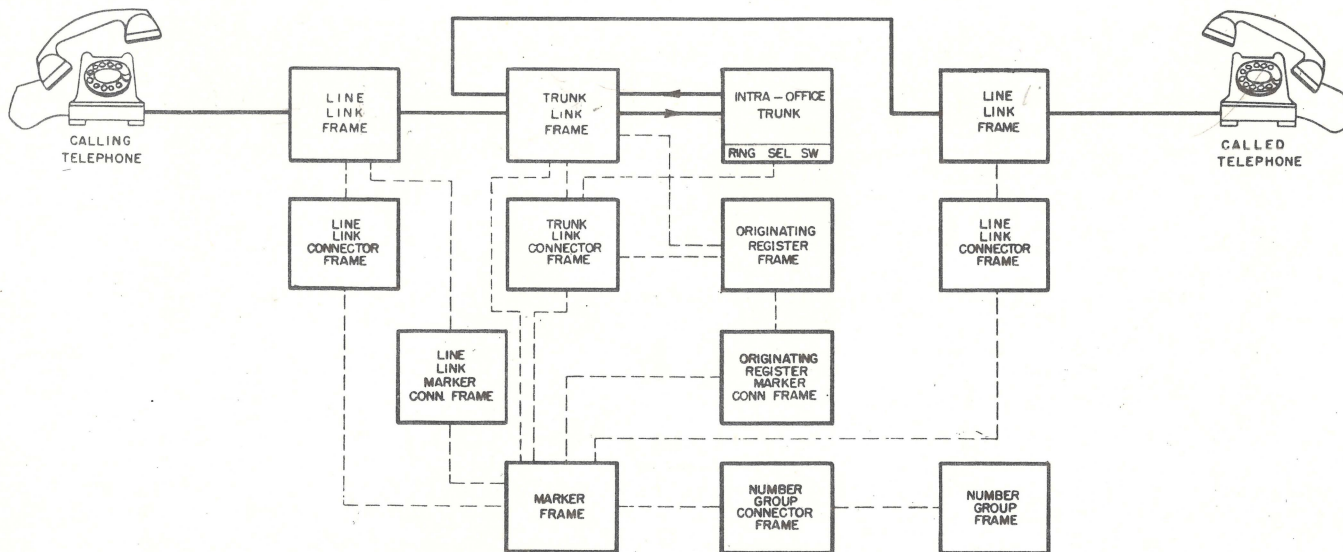 CALLING
TELEPHONE
LINE
LINK
FRAME
TRUNK
LINK
FRAME
INTRA-OFFICE
TRUNK
RING SEL SW
LINE
LINK
FRAME
CALLED
TELEPHONE
LINE
LINK
CONNECTOR
FRAME
TRUNK
LINK
CONNECTOR
FRAME
ORIGINATING
REGISTER
FRAME
LINE
LINK
CONNECTOR
FRAME
LINE
LINK
MARKER
CONN. FRAME
ORIGINATING
REGISTER
MARKER
CONN FRAME
MARKER
FRAME
NUMBER
GROUP
CONNECTOR
FRAME
NUMBER
GROUP
FRAME